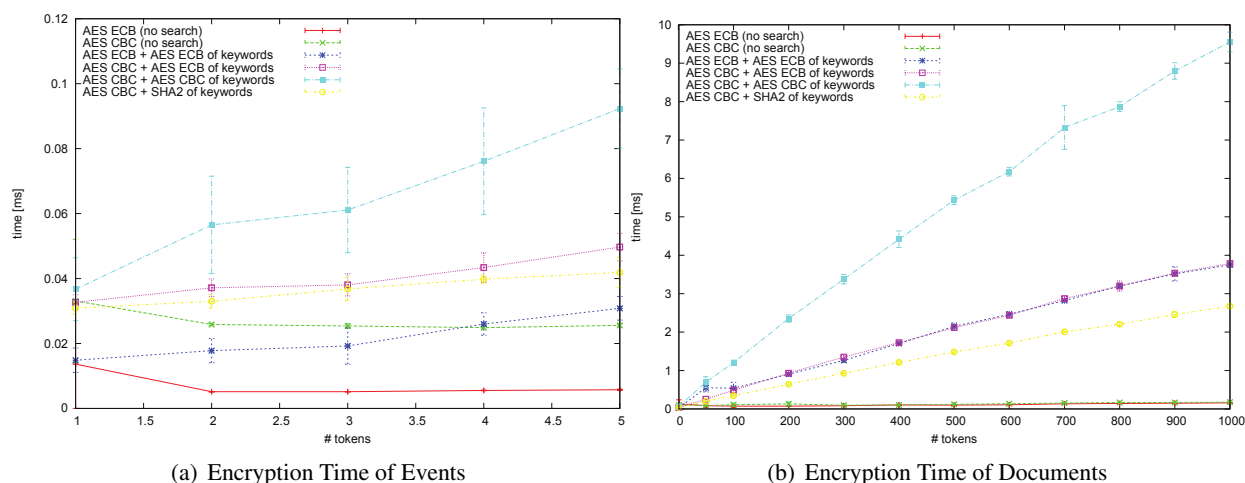 0.12
0.1
0.08
0.06
0.04
0.02
0
time [ms]
AES ECB (no search)
AES CBC (no search)
AES ECB + AES ECB of keywords
AES CBC + AES ECB of keywords
AES CBC + AES CBC of keywords
AES CBC + SHA2 of keywords
1 1.5 2 2.5 3 3.5 4 4.5 5
# tokens
(a) Encryption Time of Events
10
9
8
7
6
5
4
3
2
1
0
time [ms]
AES ECB (no search)
AES CBC (no search)
AES ECB + AES ECB of keywords
AES CBC + AES ECB of keywords
AES CBC + AES CBC of keywords
AES CBC + SHA2 of keywords
0 100 200 300 400 500 600 700 800 900 1000
# tokens
(b) Encryption Time of Documents